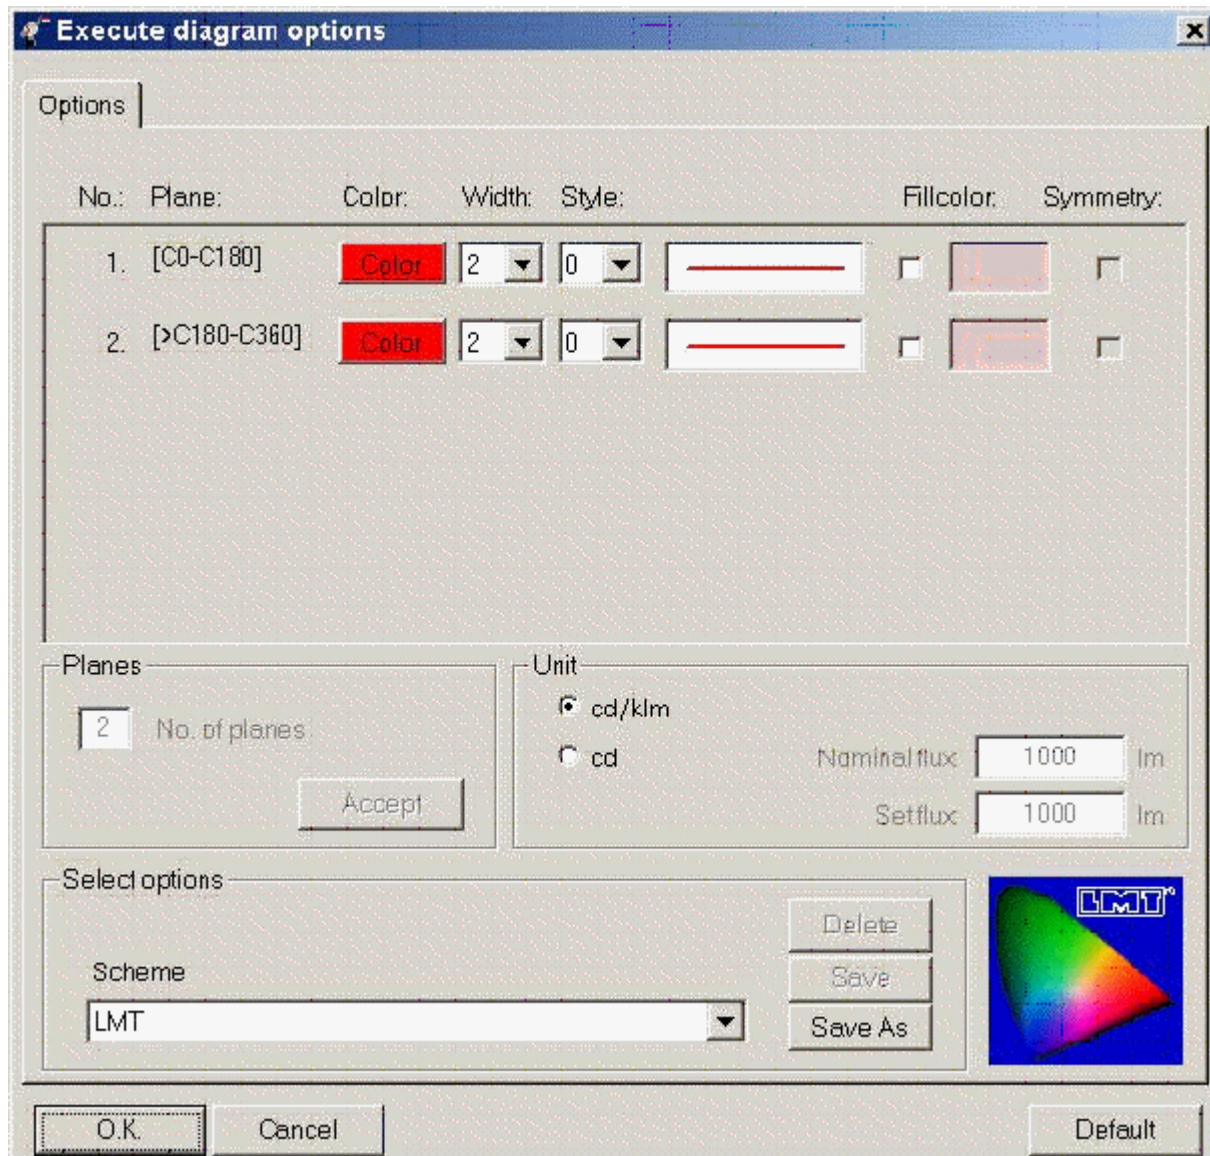 Execute diagram options
Options
No.: Plane: Color: Width: Style: Fillcolor: Symmetry:
1. [C0-C180] Color 2 0
2. [>C180-C360] Color 2 0
Planes
2 No. of planes
Accept
Unit
cd/klm
cd
Nominal flux 1000 lm
Setflux 1000 lm
Select options
Scheme
LMT
Delete
Save
Save As
LMT
O.K. Cancel Default